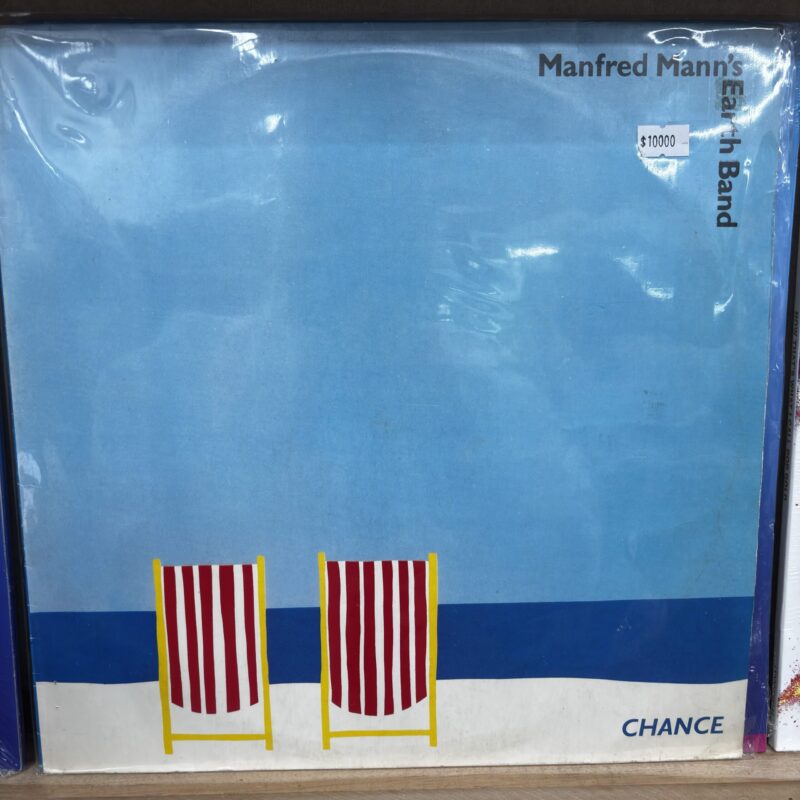 Manfred Mann's
Earth Band
$10000
CHANCE